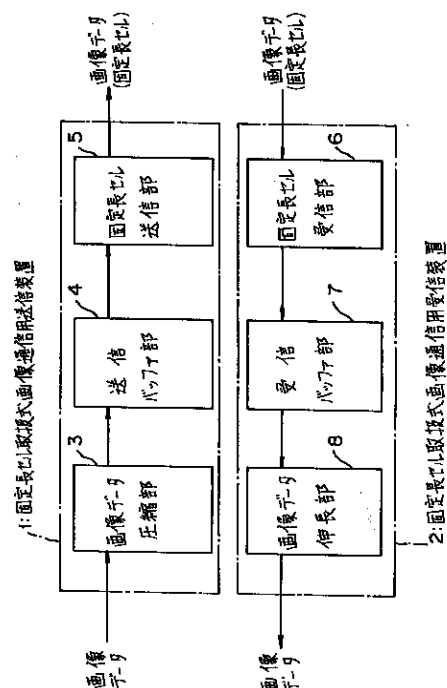 1:固定長セル取扱式画像通信用送信装置
画像
データ
3
画像データ
圧縮部
4
送信
バッファ部
5
固定長セル
送信部
画像データ
(固定長セル)
画像データ
(固定長セル)
6
固定長セル
受信部
7
受信
バッファ部
8
画像データ
伸長部
画像
データ
2:固定長セル取扱式画像通信用受信装置